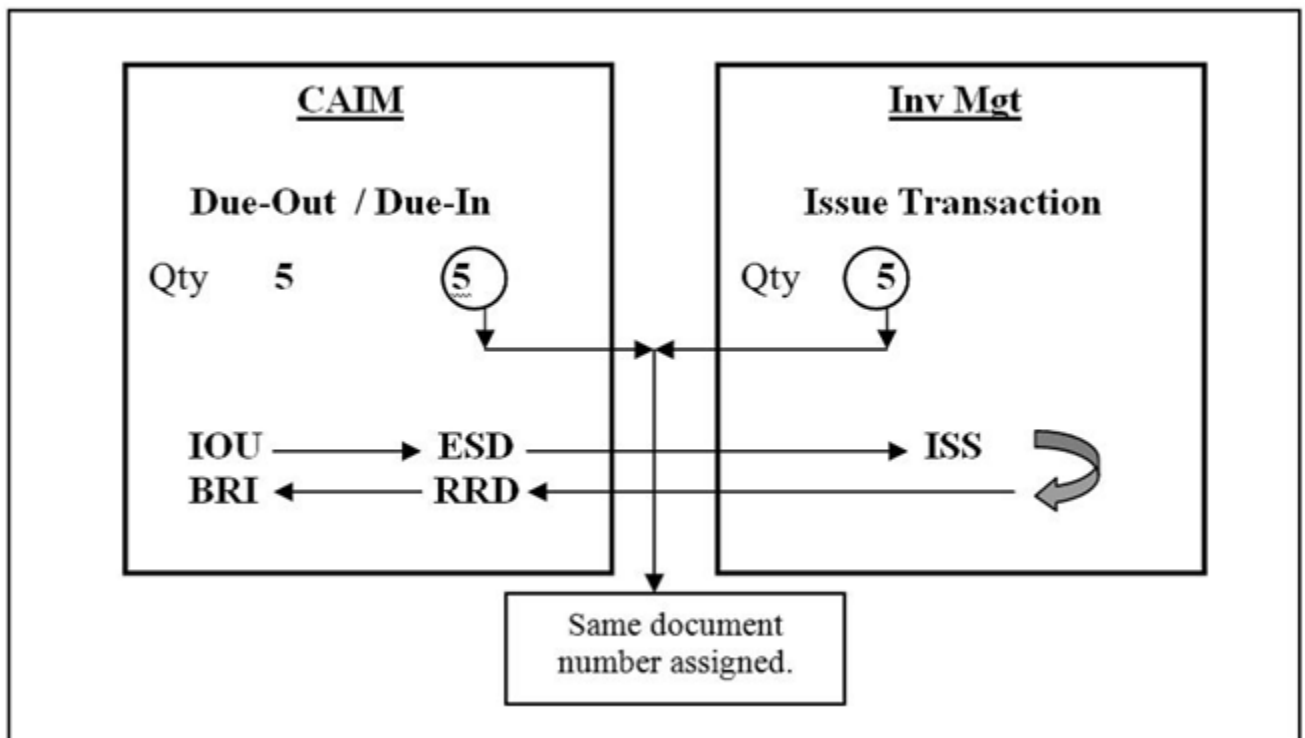 CAIM
Due-Out / Due-In
Qty 5 5
IOU ESD
BRI RRD
Inv Mgt
Issue Transaction
Qty 5
ISS
Same document
number assigned.